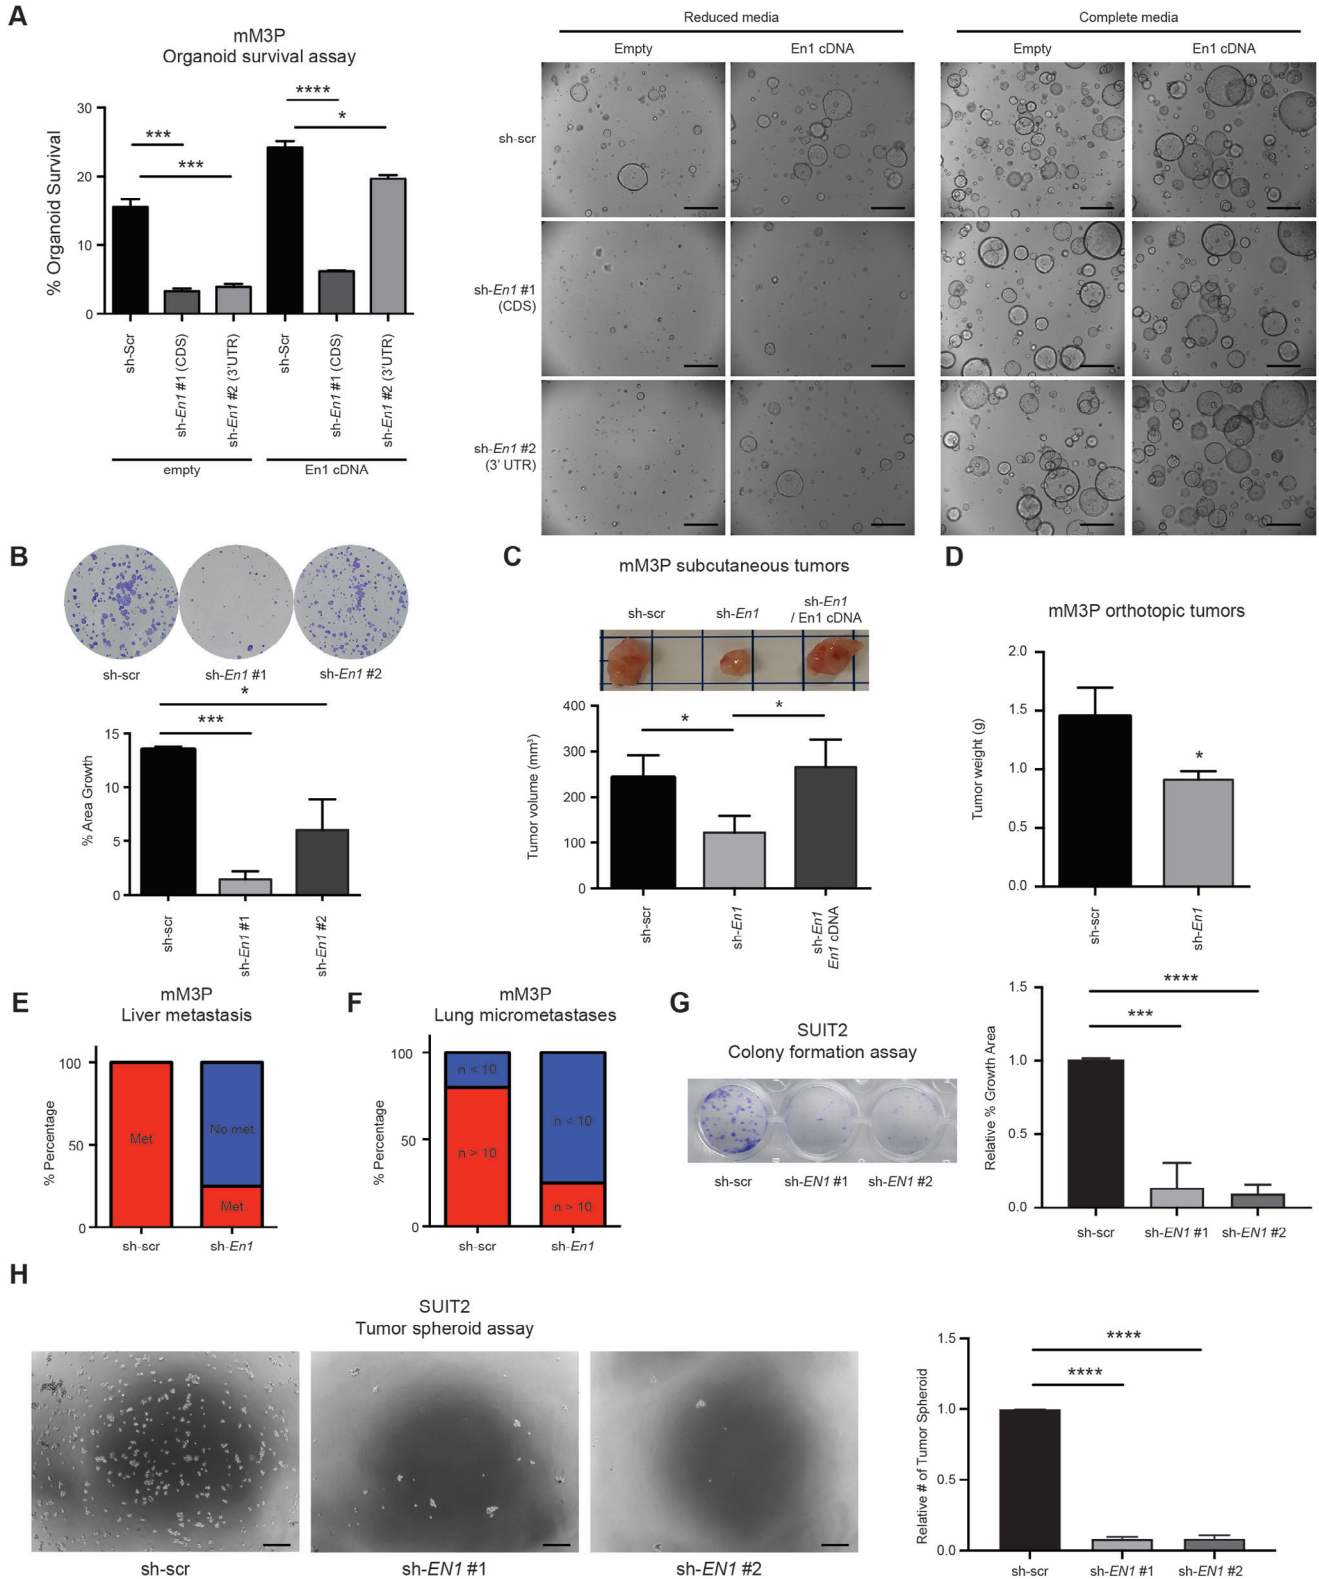 A
mM3P
Organoid survival assay
% Organoid Survival
30
20
10
0
***
***
****
*
sh-Scr
sh-En1 #1 (CDS)
sh-En1 #2 (3'UTR)
sh-Scr
sh-En1 #1 (CDS)
sh-En1 #2 (3'UTR)
empty
En1 cDNA
Reduced media
Complete media
Empty
En1 cDNA
Empty
En1 cDNA
sh-scr
sh-En1 #1
(CDS)
sh-En1 #2
(3' UTR)
B
sh-scr
sh-En1 #1
sh-En1 #2
*
***
% Area Growth
15
10
5
0
sh-scr
sh-En1 #1
sh-En1 #2
C
mM3P subcutaneous tumors
sh-scr
sh-En1
sh-En1
/ En1 cDNA
Tumor volume (mm³)
400
300
200
100
0
*
*
sh-scr
sh-En1
sh-En1
En1 cDNA
D
mM3P orthotopic tumors
Tumor weight (g)
2.0
1.5
1.0
0.5
0.0
*
sh-scr
sh-En1
E
mM3P
Liver metastasis
% Percentage
100
50
0
Met
No met
Met
sh-scr
sh-En1
F
mM3P
Lung micrometastases
% Percentage
100
50
0
n < 10
n > 10
n < 10
n > 10
sh-scr
sh-En1
G
SUIT2
Colony formation assay
sh-scr
sh-EN1 #1
sh-EN1 #2
Relative % Growth Area
1.5
1.0
0.5
0.0
****
***
sh-scr
sh-EN1 #1
sh-EN1 #2
H
SUIT2
Tumor spheroid assay
sh-scr
sh-EN1 #1
sh-EN1 #2
Relative # of Tumor Spheroid
1.5
1.0
0.5
0.0
****
****
sh-scr
sh-EN1 #1
sh-EN1 #2